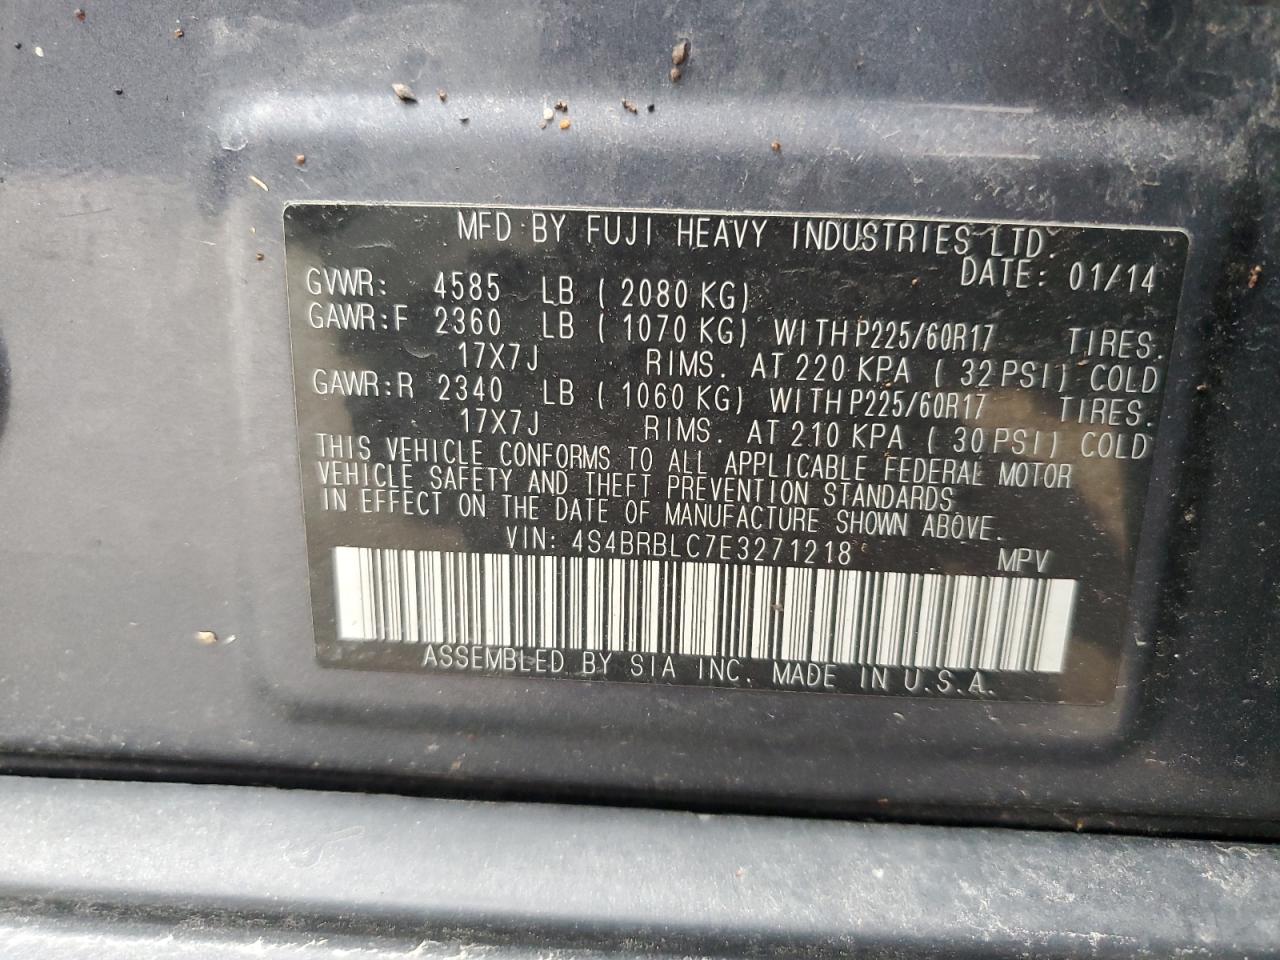 MFD BY FUJI HEAVY INDUSTRIES LTD.
DATE: 01/14
GVWR: 4585 LB ( 2080 KG)
GAWR:F 2360 LB ( 1070 KG) WITH P225/60R17 TIRES.
17X7J RIMS. AT 220 KPA ( 32 PSI) COLD
GAWR:R 2340 LB ( 1060 KG) WITH P225/60R17 TIRES.
17X7J RIMS. AT 210 KPA ( 30 PSI) COLD
THIS VEHICLE CONFORMS TO ALL APPLICABLE FEDERAL MOTOR
VEHICLE SAFETY AND THEFT PREVENTION STANDARDS
IN EFFECT ON THE DATE OF MANUFACTURE SHOWN ABOVE.
VIN: 4S4BRBLC7E3271218 MPV
ASSEMBLED BY SIA INC. MADE IN U.S.A.